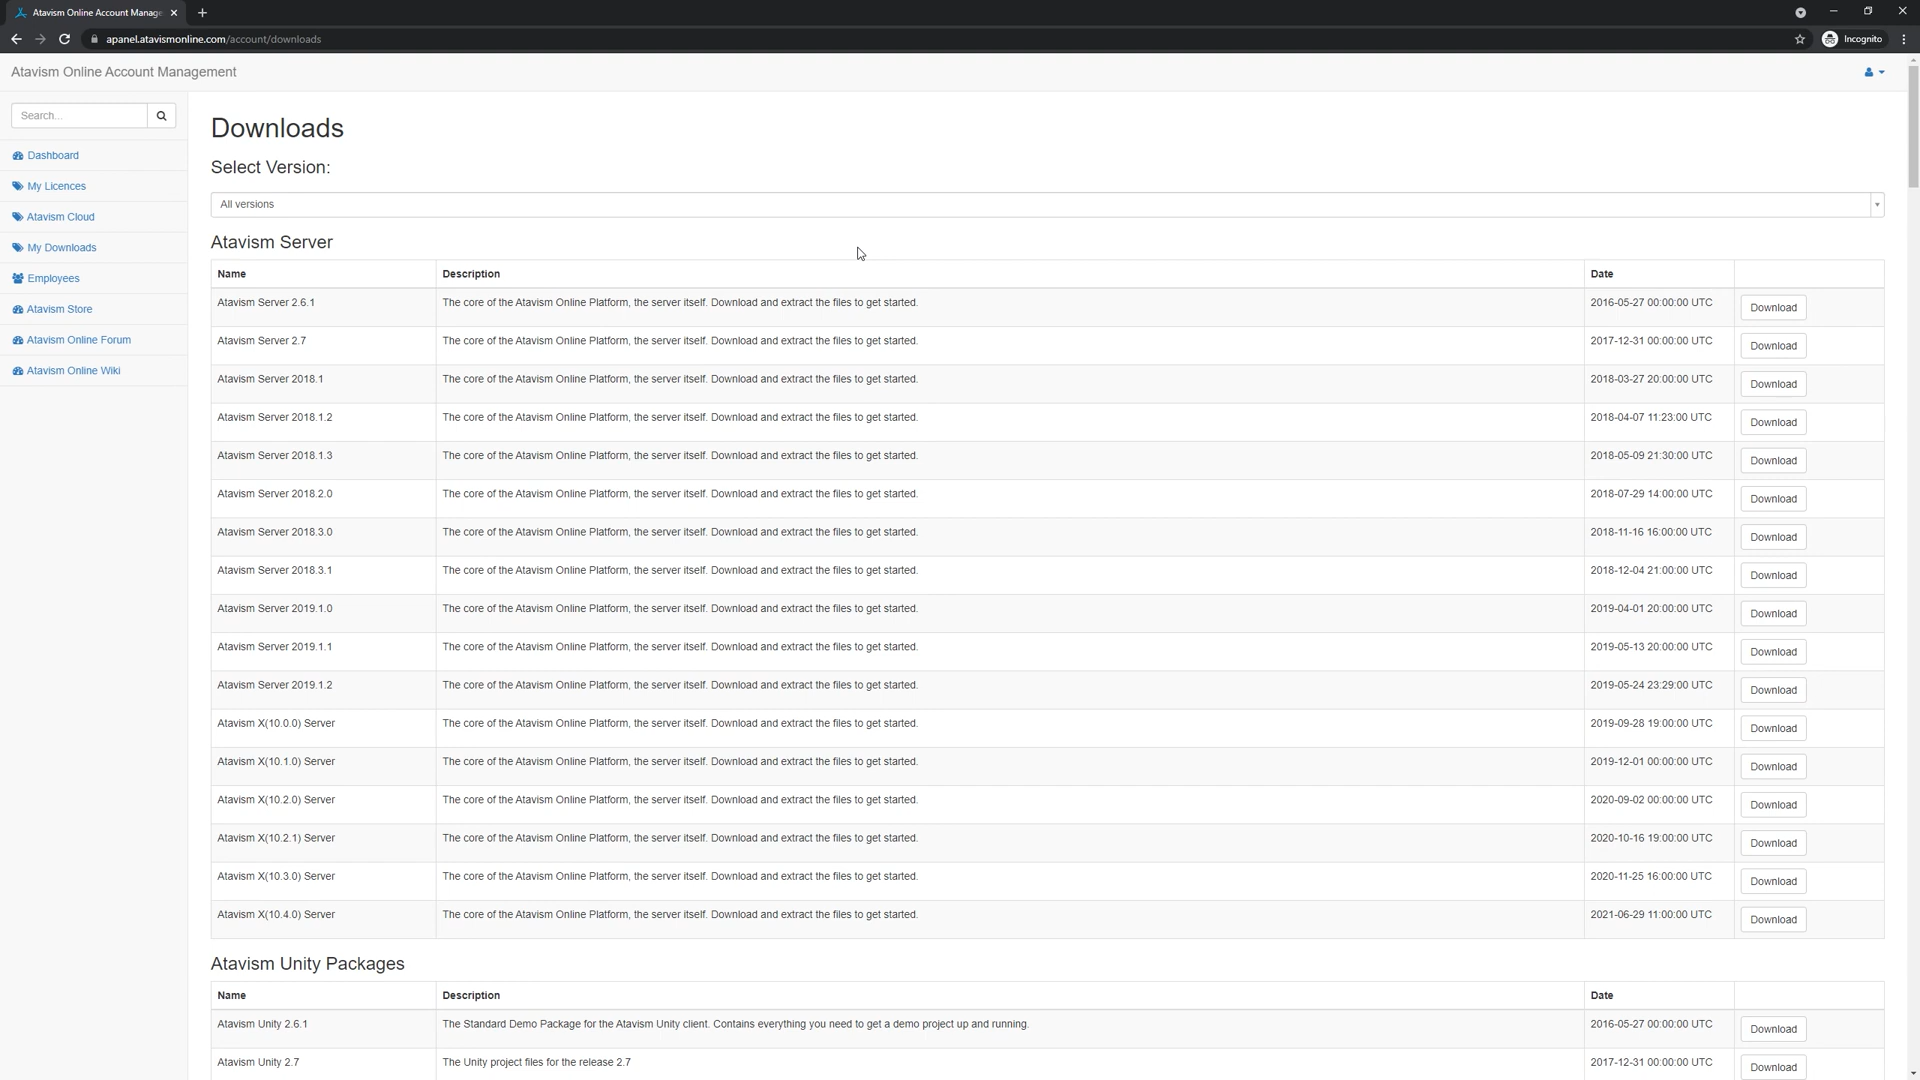 Atavism Online Account Manage
apanel.atavismonline.com/account/downloads
Incognito
Atavism Online Account Management
Search...
Dashboard
My Licences
Atavism Cloud
My Downloads
Employees
Atavism Store
Atavism Online Forum
Atavism Online Wiki
Downloads
Select Version:
All versions
Atavism Server
Name Description Date
Atavism Server 2.6.1 The core of the Atavism Online Platform, the server itself. Download and extract the files to get started. 2016-05-27 00:00:00 UTC Download
Atavism Server 2.7 The core of the Atavism Online Platform, the server itself. Download and extract the files to get started. 2017-12-31 00:00:00 UTC Download
Atavism Server 2018.1 The core of the Atavism Online Platform, the server itself. Download and extract the files to get started. 2018-03-27 20:00:00 UTC Download
Atavism Server 2018.1.2 The core of the Atavism Online Platform, the server itself. Download and extract the files to get started. 2018-04-07 11:23:00 UTC Download
Atavism Server 2018.1.3 The core of the Atavism Online Platform, the server itself. Download and extract the files to get started. 2018-05-09 21:30:00 UTC Download
Atavism Server 2018.2.0 The core of the Atavism Online Platform, the server itself. Download and extract the files to get started. 2018-07-29 14:00:00 UTC Download
Atavism Server 2018.3.0 The core of the Atavism Online Platform, the server itself. Download and extract the files to get started. 2018-11-16 16:00:00 UTC Download
Atavism Server 2018.3.1 The core of the Atavism Online Platform, the server itself. Download and extract the files to get started. 2018-12-04 21:00:00 UTC Download
Atavism Server 2019.1.0 The core of the Atavism Online Platform, the server itself. Download and extract the files to get started. 2019-04-01 20:00:00 UTC Download
Atavism Server 2019.1.1 The core of the Atavism Online Platform, the server itself. Download and extract the files to get started. 2019-05-13 20:00:00 UTC Download
Atavism Server 2019.1.2 The core of the Atavism Online Platform, the server itself. Download and extract the files to get started. 2019-05-24 23:29:00 UTC Download
Atavism X(10.0.0) Server The core of the Atavism Online Platform, the server itself. Download and extract the files to get started. 2019-09-28 19:00:00 UTC Download
Atavism X(10.1.0) Server The core of the Atavism Online Platform, the server itself. Download and extract the files to get started. 2019-12-01 00:00:00 UTC Download
Atavism X(10.2.0) Server The core of the Atavism Online Platform, the server itself. Download and extract the files to get started. 2020-09-02 00:00:00 UTC Download
Atavism X(10.2.1) Server The core of the Atavism Online Platform, the server itself. Download and extract the files to get started. 2020-10-16 19:00:00 UTC Download
Atavism X(10.3.0) Server The core of the Atavism Online Platform, the server itself. Download and extract the files to get started. 2020-11-25 16:00:00 UTC Download
Atavism X(10.4.0) Server The core of the Atavism Online Platform, the server itself. Download and extract the files to get started. 2021-06-29 11:00:00 UTC Download
Atavism Unity Packages
Name Description Date
Atavism Unity 2.6.1 The Standard Demo Package for the Atavism Unity client. Contains everything you need to get a demo project up and running. 2016-05-27 00:00:00 UTC Download
Atavism Unity 2.7 The Unity project files for the release 2.7 2017-12-31 00:00:00 UTC Download